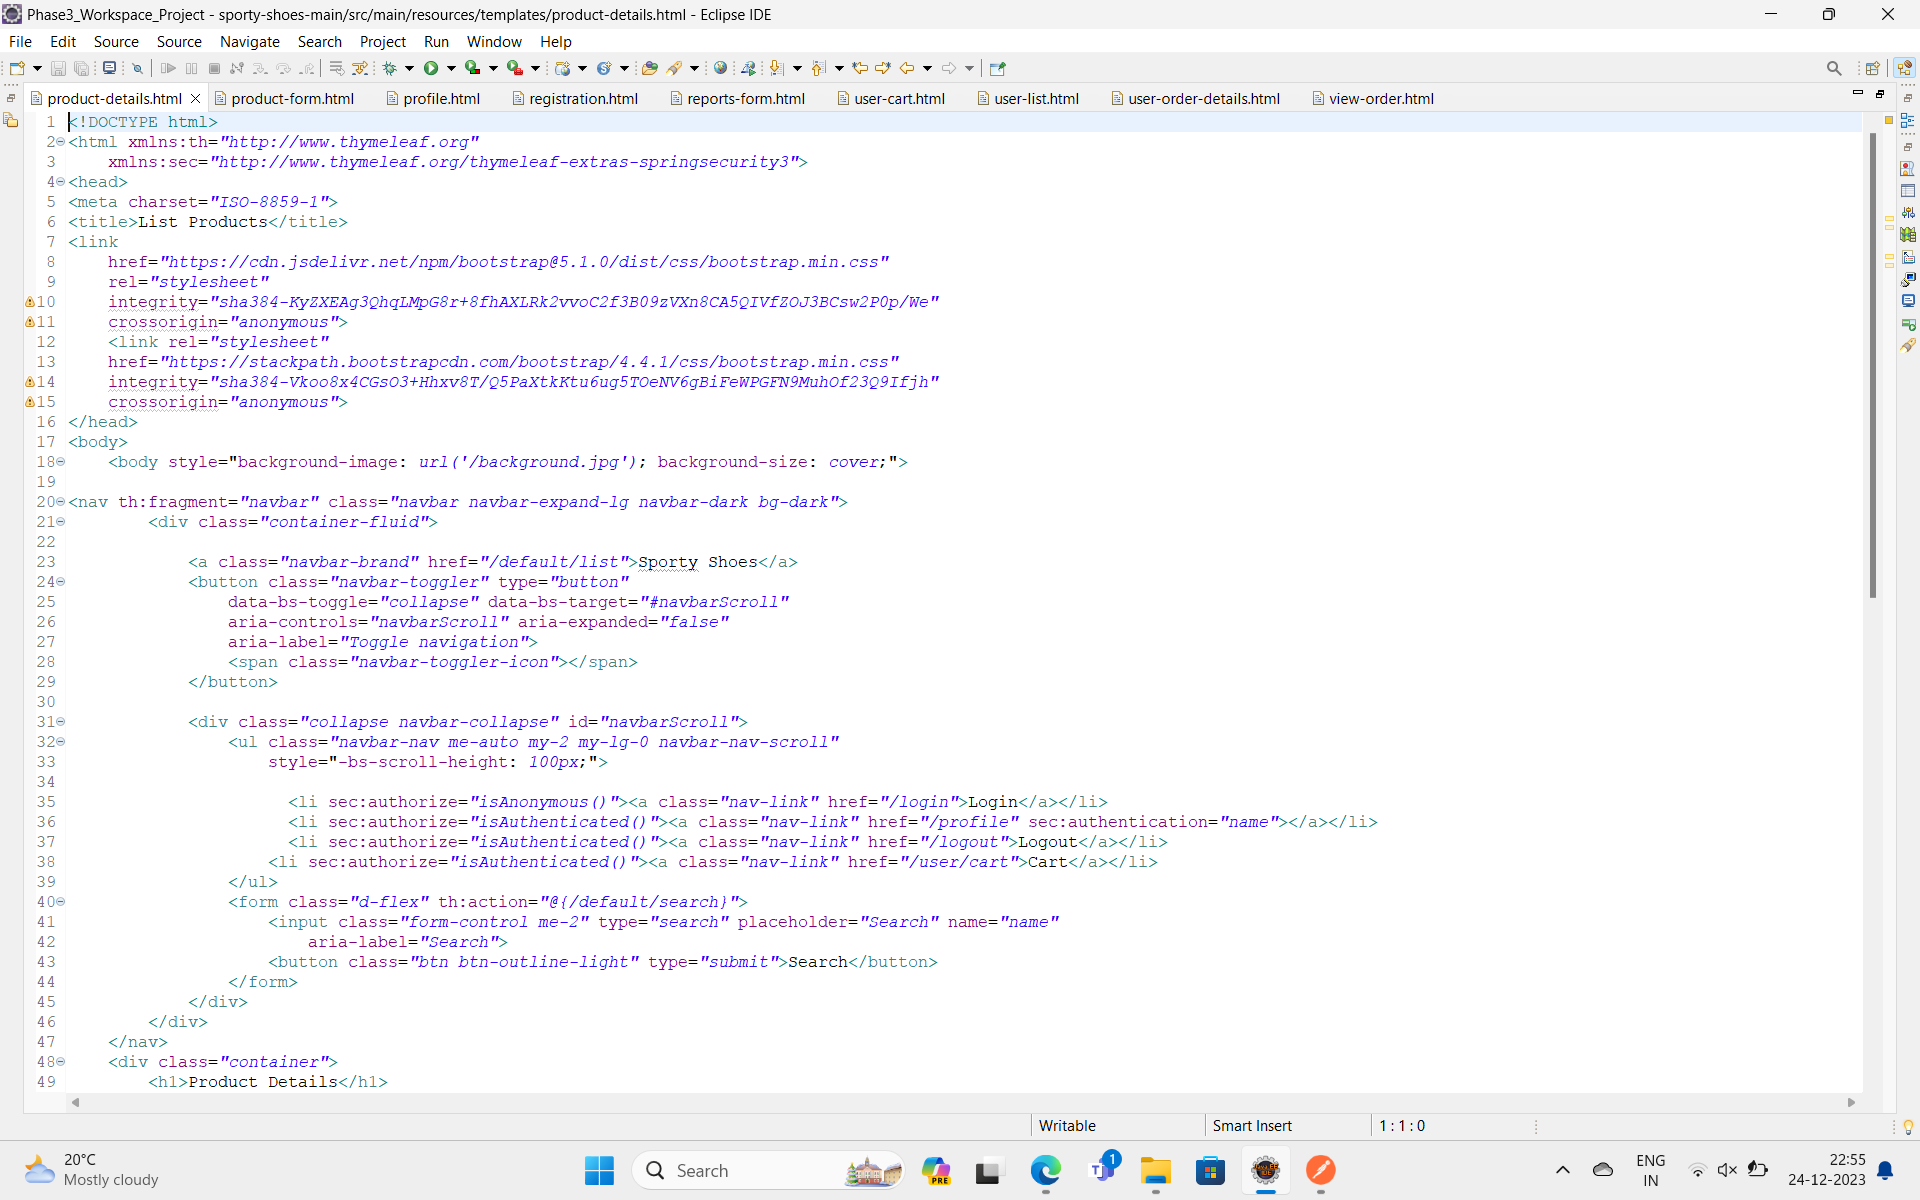 Phase3_Workspace_Project - sporty-shoes-main/src/main/resources/templates/product-details.html - Eclipse IDE
File Edit Source Source Navigate Search Project Run Window Help
product-details.html product-form.html profile.html registration.html reports-form.html user-cart.html user-list.html user-order-details.html view-order.html
1 <!DOCTYPE html>
2 <html xmlns:th="http://www.thymeleaf.org"
3 xmlns:sec="http://www.thymeleaf.org/thymeleaf-extras-springsecurity3">
4 <head>
5 <meta charset="ISO-8859-1">
6 <title>List Products</title>
7 <link
8 href="https://cdn.jsdelivr.net/npm/bootstrap@5.1.0/dist/css/bootstrap.min.css"
9 rel="stylesheet"
10 integrity="sha384-KyZXEAg3QhqLMpG8r+8fhAXLRk2vvoC2f3B09zVXn8CA5QIVfZOJ3BCsw2P0p/We"
11 crossorigin="anonymous">
12 <link rel="stylesheet"
13 href="https://stackpath.bootstrapcdn.com/bootstrap/4.4.1/css/bootstrap.min.css"
14 integrity="sha384-Vkoo8x4CGsO3+Hhxv8T/Q5PaXtkKtu6ug5TOeNV6gBiFeWPGFN9MuhOf23Q9Ifjh"
15 crossorigin="anonymous">
16 </head>
17 <body>
18 <body style="background-image: url('/background.jpg'); background-size: cover;">
19
20 <nav th:fragment="navbar" class="navbar navbar-expand-lg navbar-dark bg-dark">
21 <div class="container-fluid">
22
23 <a class="navbar-brand" href="/default/list">Sporty Shoes</a>
24 <button class="navbar-toggler" type="button"
25 data-bs-toggle="collapse" data-bs-target="#navbarScroll"
26 aria-controls="navbarScroll" aria-expanded="false"
27 aria-label="Toggle navigation">
28 <span class="navbar-toggler-icon"></span>
29 </button>
30
31 <div class="collapse navbar-collapse" id="navbarScroll">
32 <ul class="navbar-nav me-auto my-2 my-lg-0 navbar-nav-scroll"
33 style="-bs-scroll-height: 100px;">
34
35 <li sec:authorize="isAnonymous()"><a class="nav-link" href="/login">Login</a></li>
36 <li sec:authorize="isAuthenticated()"><a class="nav-link" href="/profile" sec:authentication="name"></a></li>
37 <li sec:authorize="isAuthenticated()"><a class="nav-link" href="/logout">Logout</a></li>
38 <li sec:authorize="isAuthenticated()"><a class="nav-link" href="/user/cart">Cart</a></li>
39 </ul>
40 <form class="d-flex" th:action="@{/default/search}">
41 <input class="form-control me-2" type="search" placeholder="Search" name="name"
42 aria-label="Search">
43 <button class="btn btn-outline-light" type="submit">Search</button>
44 </form>
45 </div>
46 </div>
47 </nav>
48 <div class="container">
49 <h1>Product Details</h1>
Writable Smart Insert 1 : 1 : 0
20°C
Mostly cloudy
Search
PRE
1
ENG
IN
22:55
24-12-2023